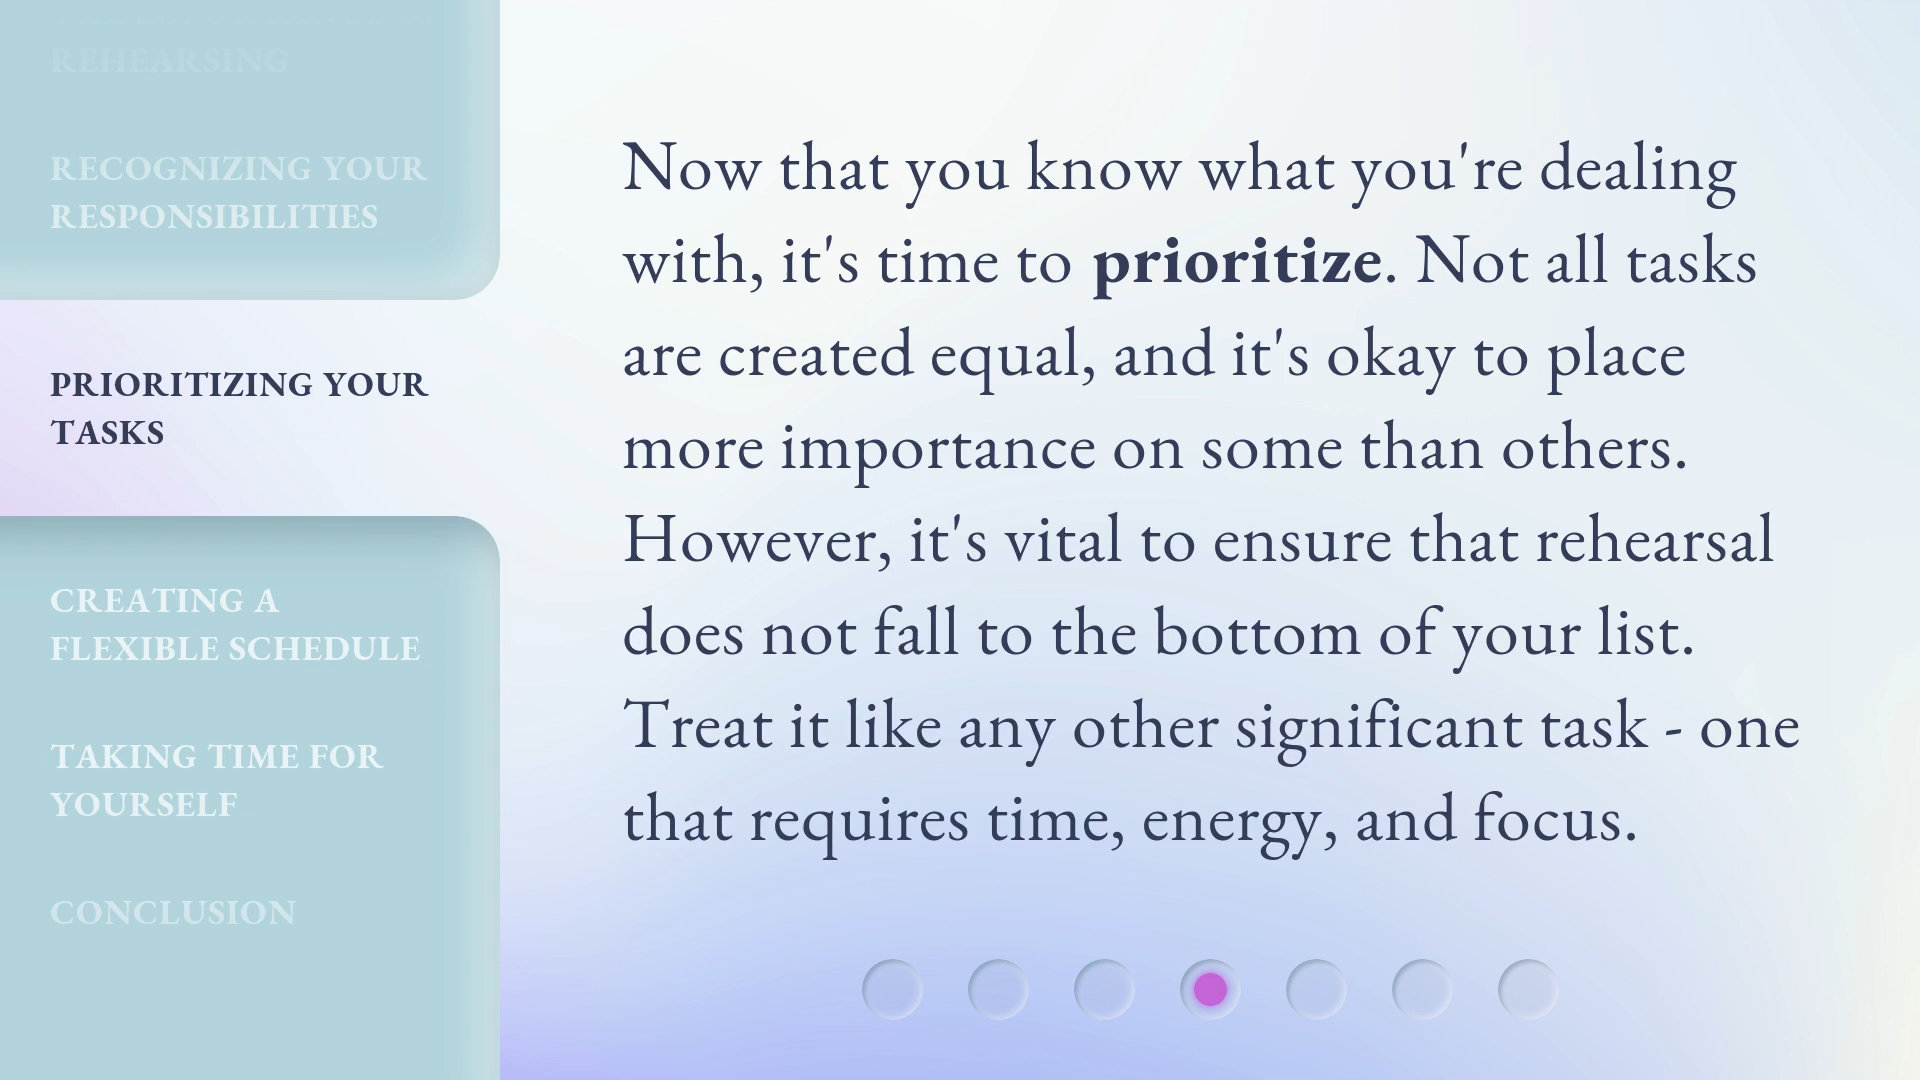 REHEARSING
RECOGNIZING YOUR
RESPONSIBILITIES
PRIORITIZING YOUR
TASKS
CREATING A
FLEXIBLE SCHEDULE
TAKING TIME FOR
YOURSELF
CONCLUSION
Now that you know what you're dealing
with, it's time to prioritize. Not all tasks
are created equal, and it's okay to place
more importance on some than others.
However, it's vital to ensure that rehearsal
does not fall to the bottom of your list.
Treat it like any other significant task - one
that requires time, energy, and focus.